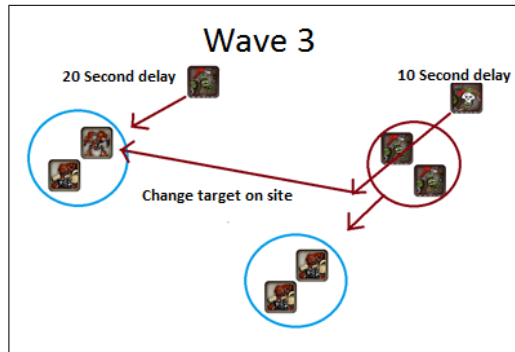 Wave 3
20 Second delay
10 Second delay
Change target on site